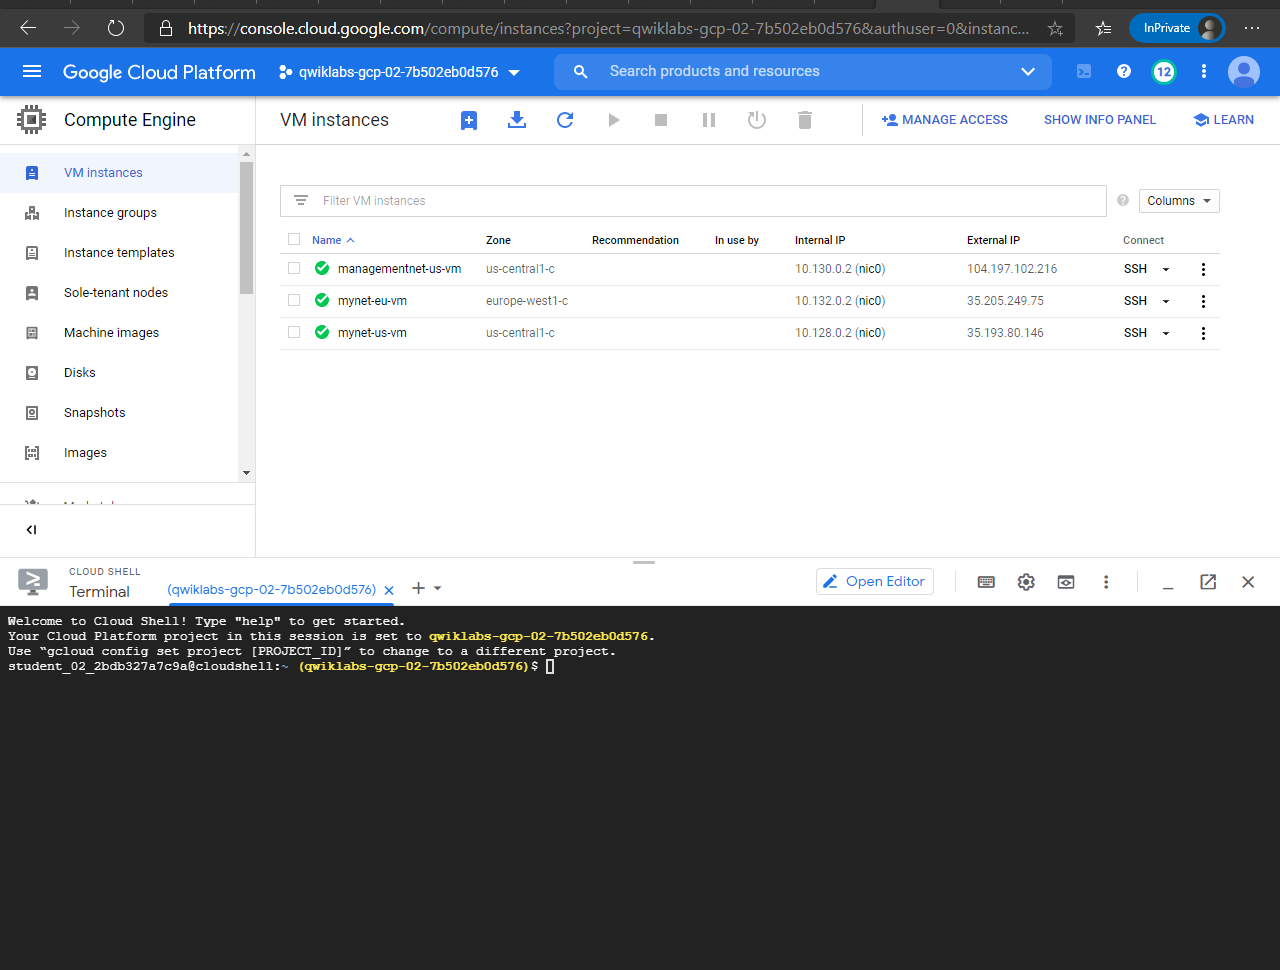 https://console.cloud.google.com/compute/instances?project=qwiklabs-gcp-02-7b502eb0d576&authuser=0&instanc...
InPrivate
Google Cloud Platform
qwiklabs-gcp-02-7b502eb0d576
Search products and resources
12
Compute Engine
VM instances
MANAGE ACCESS
SHOW INFO PANEL
LEARN
VM instances
Instance groups
Instance templates
Sole-tenant nodes
Machine images
Disks
Snapshots
Images
Filter VM instances
Columns
Name Zone Recommendation In use by Internal IP External IP Connect
managementnet-us-vm us-central1-c 10.130.0.2 (nic0) 104.197.102.216 SSH
mynet-eu-vm europe-west1-c 10.132.0.2 (nic0) 35.205.249.75 SSH
mynet-us-vm us-central1-c 10.128.0.2 (nic0) 35.193.80.146 SSH
CLOUD SHELL
Terminal
(qwiklabs-gcp-02-7b502eb0d576)
Open Editor
Welcome to Cloud Shell! Type "help" to get started.
Your Cloud Platform project in this session is set to qwiklabs-gcp-02-7b502eb0d576.
Use “gcloud config set project [PROJECT_ID]” to change to a different project.
student_02_2bdb327a7c9a@cloudshell:~ (qwiklabs-gcp-02-7b502eb0d576)$